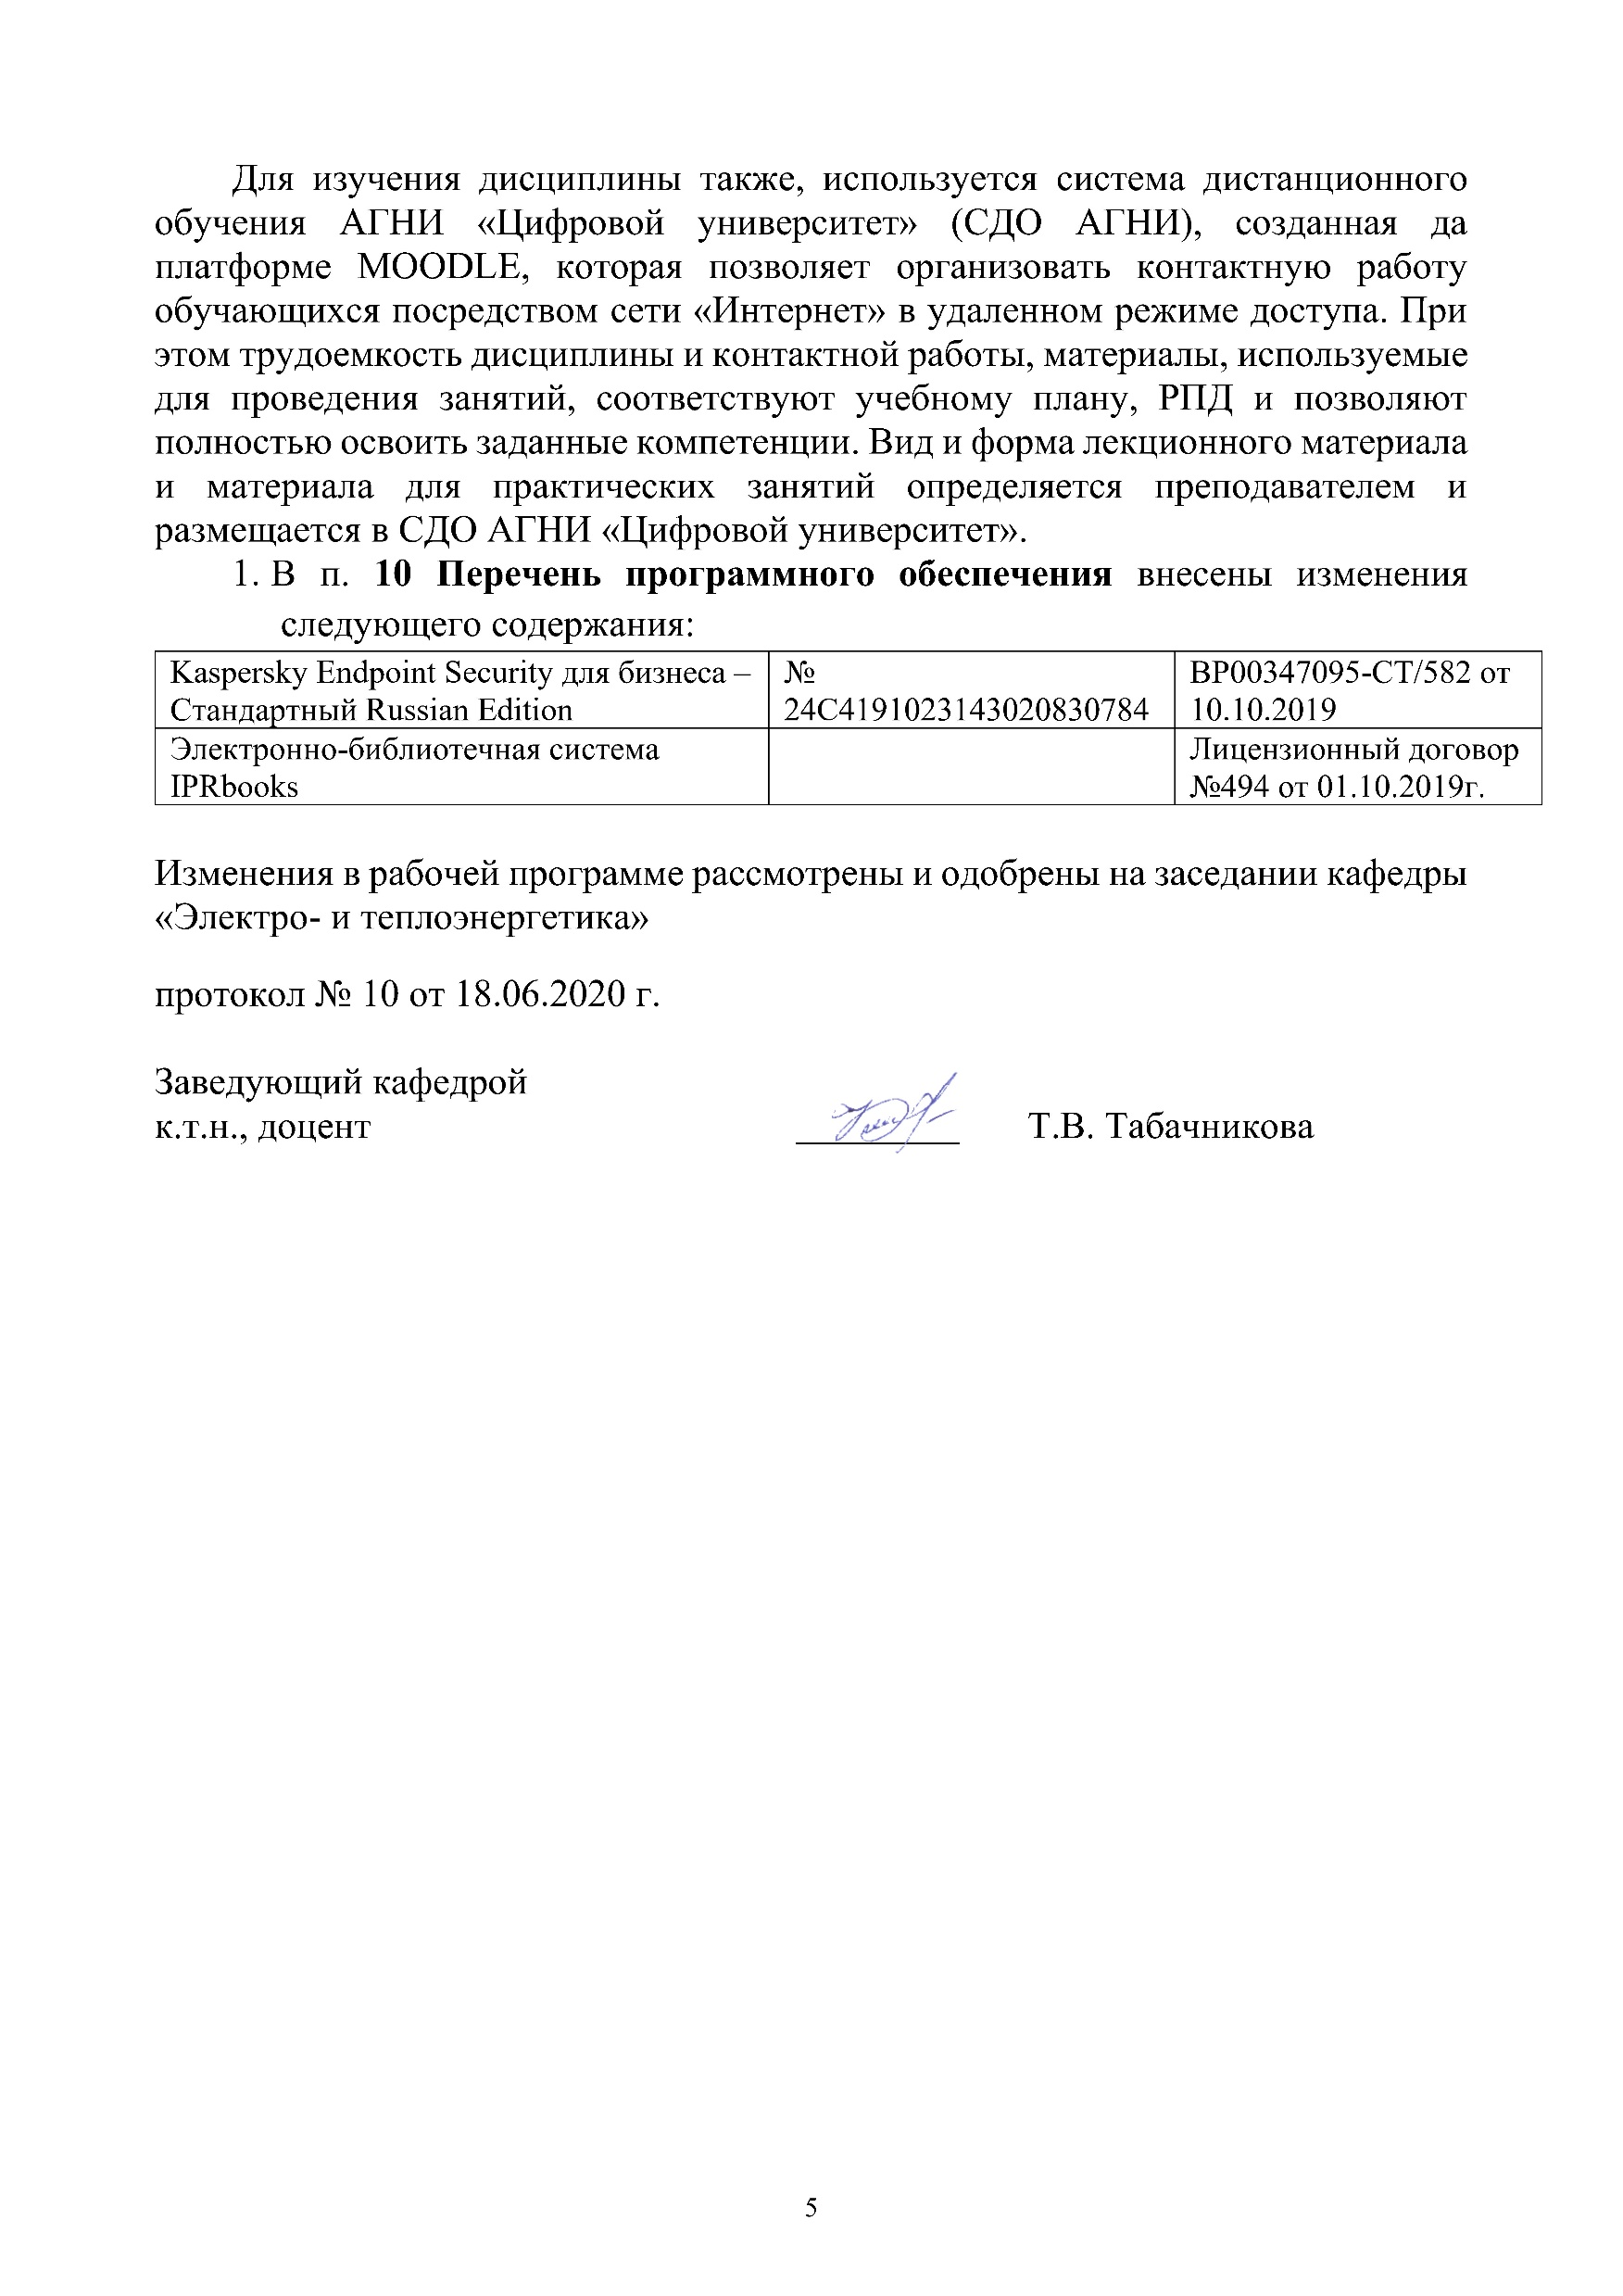 Для изучения дисциплины также, используется система дистанционного
обучения АГНИ «Цифровой университет» (СДО АГНИ), созданная да
платформе MOODLE, которая позволяет организовать контактную работу
обучающихся посредством сети «Интернет» в удаленном режиме доступа. При
этом трудоемкость дисциплины и контактной работы, материалы, используемые
для проведения занятий, соответствуют учебному плану, РПД и позволяют
полностью освоить заданные компетенции. Вид и форма лекционного материала
и материала для практических занятий определяется преподавателем и
размещается в СДО АГНИ «Цифровой университет».
1. В п. 10 Перечень программного обеспечения внесены изменения
следующего содержания:
Kaspersky Endpoint Security для бизнеса –
Стандартный Russian Edition
№
24C4191023143020830784
ВР00347095-СТ/582 от
10.10.2019
Электронно-библиотечная система
IPRbooks
Лицензионный договор
№494 от 01.10.2019г.
Изменения в рабочей программе рассмотрены и одобрены на заседании кафедры
«Электро- и теплоэнергетика»
протокол № 10 от 18.06.2020 г.
Заведующий кафедрой
к.т.н., доцент Т.В. Табачникова
5